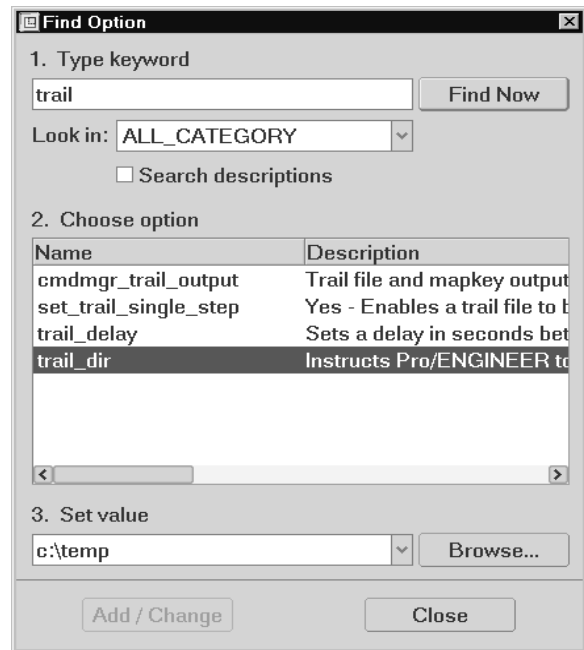 Find Option
1. Type keyword
trail Find Now
Look in: ALL_CATEGORY
Search descriptions
2. Choose option
Name Description
cmdmgr_trail_output Trail file and mapkey output
set_trail_single_step Yes - Enables a trail file to b
trail_delay Sets a delay in seconds bet
trail_dir Instructs Pro/ENGINEER to
3. Set value
c:\temp Browse...
Add / Change Close